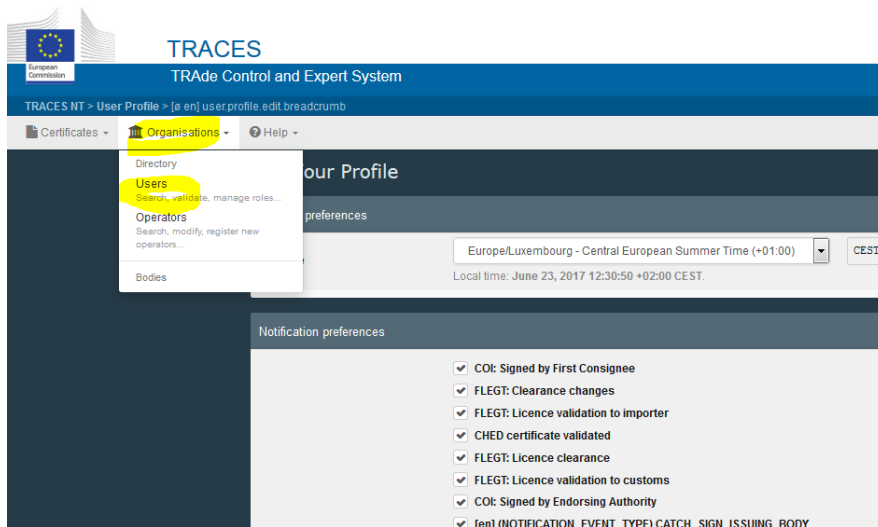 European
Commission
TRACES
TRAde Control and Expert System
TRACES NT > User Profile > [ø en] user.profile.edit.breadcrumb
Certificates
Organisations
Help
Directory
Users
Search, validate, manage roles...
Operators
Search, modify, register new
operators...
Bodies
our Profile
preferences
Europe/Luxembourg - Central European Summer Time (+01:00)
CEST
Local time: June 23, 2017 12:30:50 +02:00 CEST.
Notification preferences
COI: Signed by First Consignee
FLEGT: Clearance changes
FLEGT: Licence validation to importer
CHED certificate validated
FLEGT: Licence clearance
FLEGT: Licence validation to customs
COI: Signed by Endorsing Authority
[en] (NOTIFICATION_EVENT_TYPE) CATCH_SIGN_ISSUING_BODY